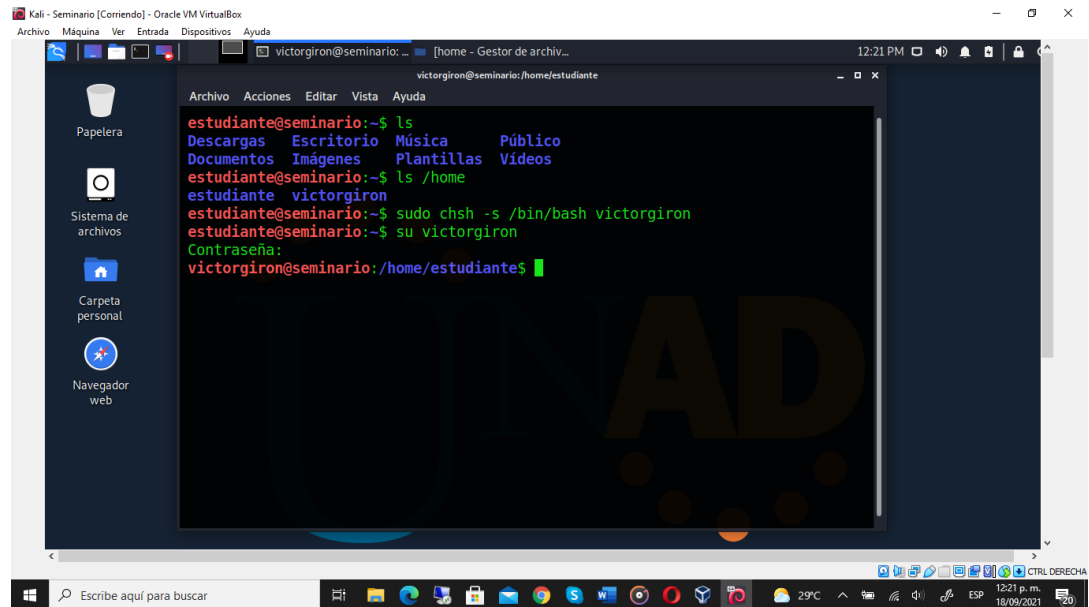 Kali - Seminario [Corriendo] - Oracle VM VirtualBox
Archivo Máquina Ver Entrada Dispositivos Ayuda
victorgiron@seminario: ... [home - Gestor de archiv... 12:21 PM
victorgiron@seminario:/home/estudiante
Archivo Acciones Editar Vista Ayuda
estudiante@seminario:~$ ls
Descargas Escritorio Música Público
Documentos Imágenes Plantillas Vídeos
estudiante@seminario:~$ ls /home
estudiante victorgiron
estudiante@seminario:~$ sudo chsh -s /bin/bash victorgiron
estudiante@seminario:~$ su victorgiron
Contraseña:
victorgiron@seminario:/home/estudiante$
Papelera
Sistema de
archivos
Carpeta
personal
Navegador
web
UNAD
CTRL DERECHA
Escribe aquí para buscar
29°C
ESP
12:21 p. m.
18/09/2021
20